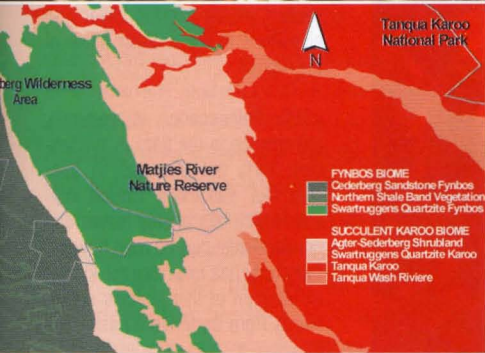 Tanqua Karoo
National Park
N
berg Wilderness
Area
Matjies River
Nature Reserve
FYNBOS BIOME
Cederberg Sandstone Fynbos
Northern Shale Band Vegetation
Swartruggens Quartzite Fynbos
SUCCULENT KAROO BIOME
Agter-Sederberg Shrubland
Swartruggens Quartzite Karoo
Tanqua Karoo
Tanqua Wash Riviere